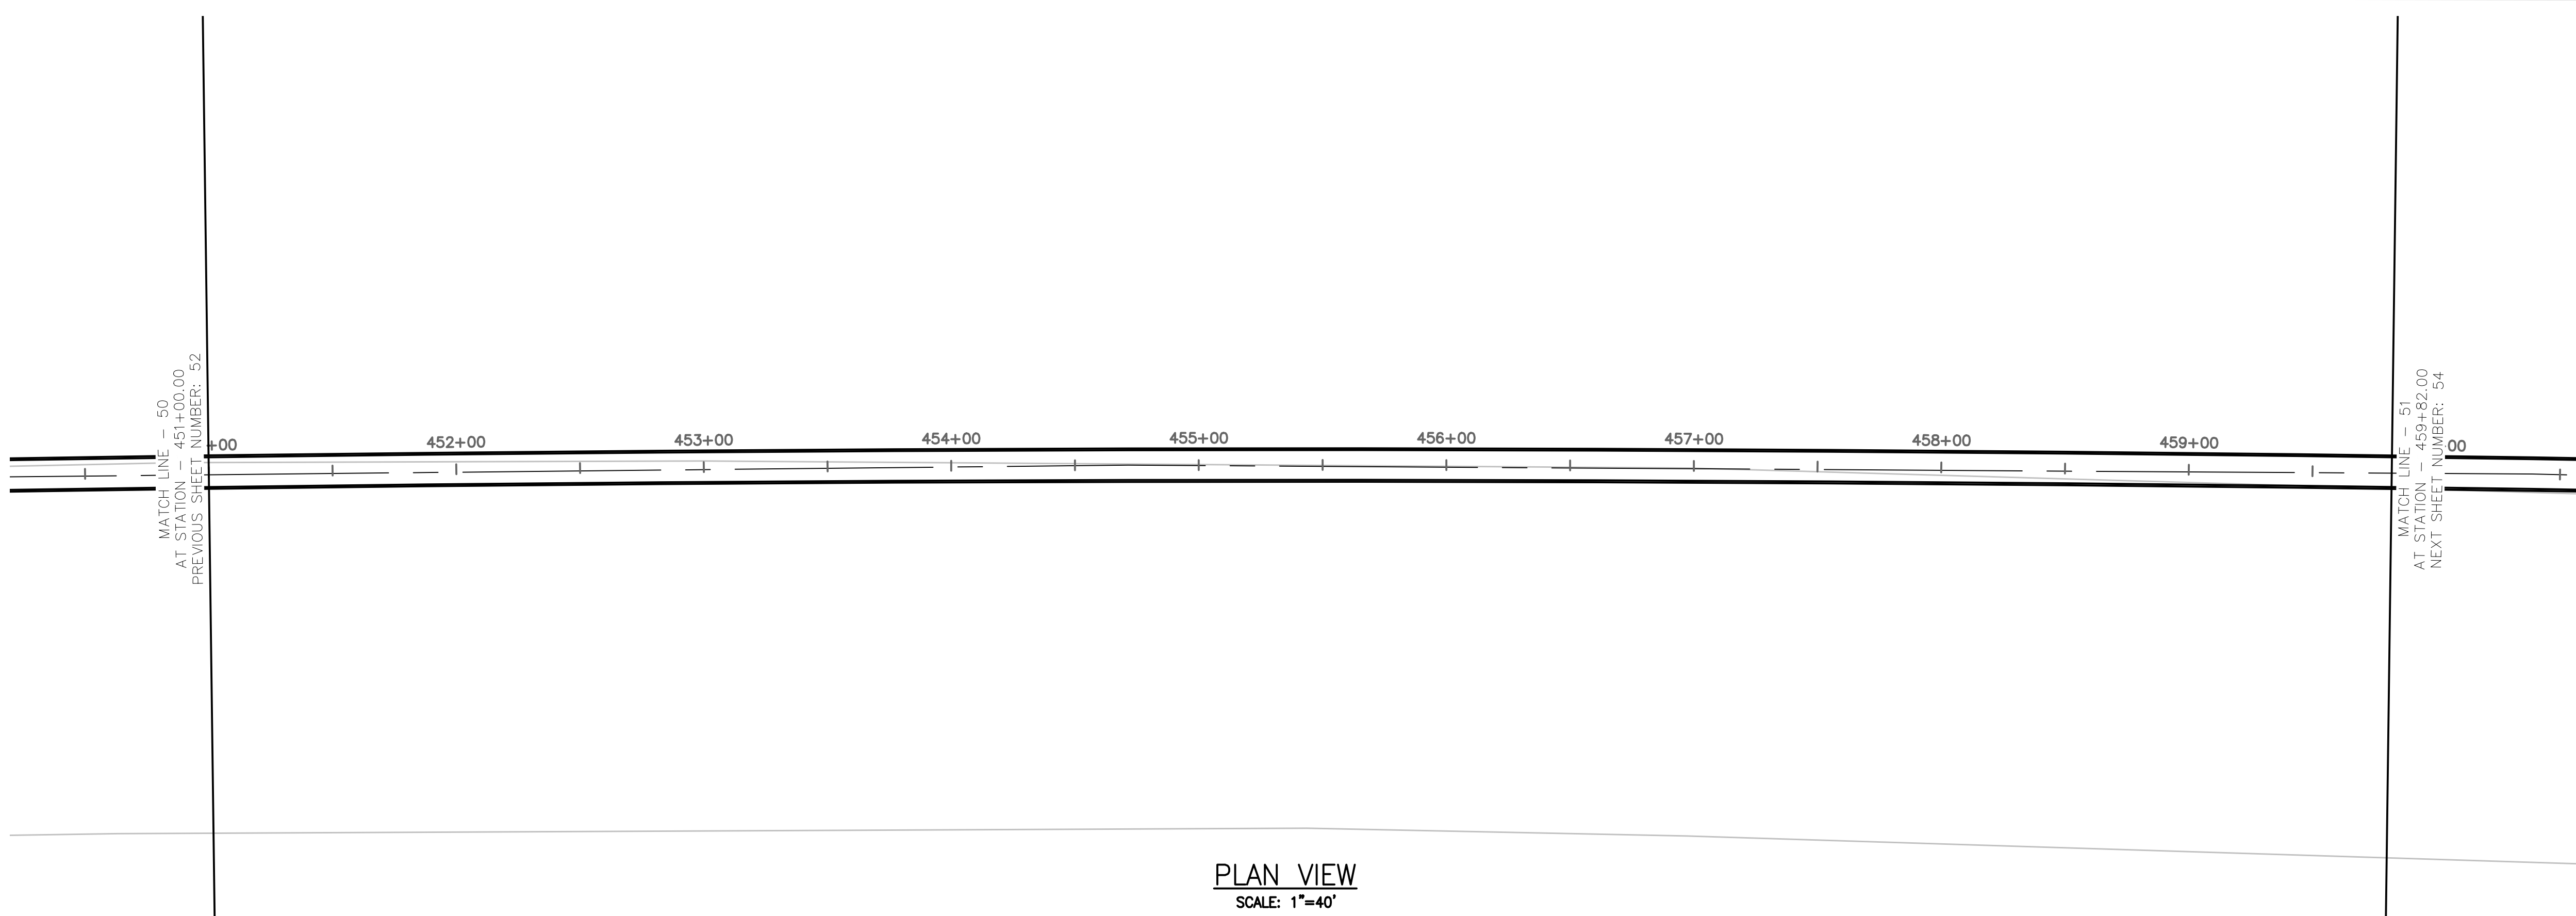 MATCH LINE – 50
AT STATION – 451+00.00
PREVIOUS SHEET NUMBER: 52
+00
452+00
453+00
454+00
455+00
456+00
457+00
458+00
459+00
00
MATCH LINE – 51
AT STATION – 459+82.00
NEXT SHEET NUMBER: 54
PLAN VIEW
SCALE: 1"=40'